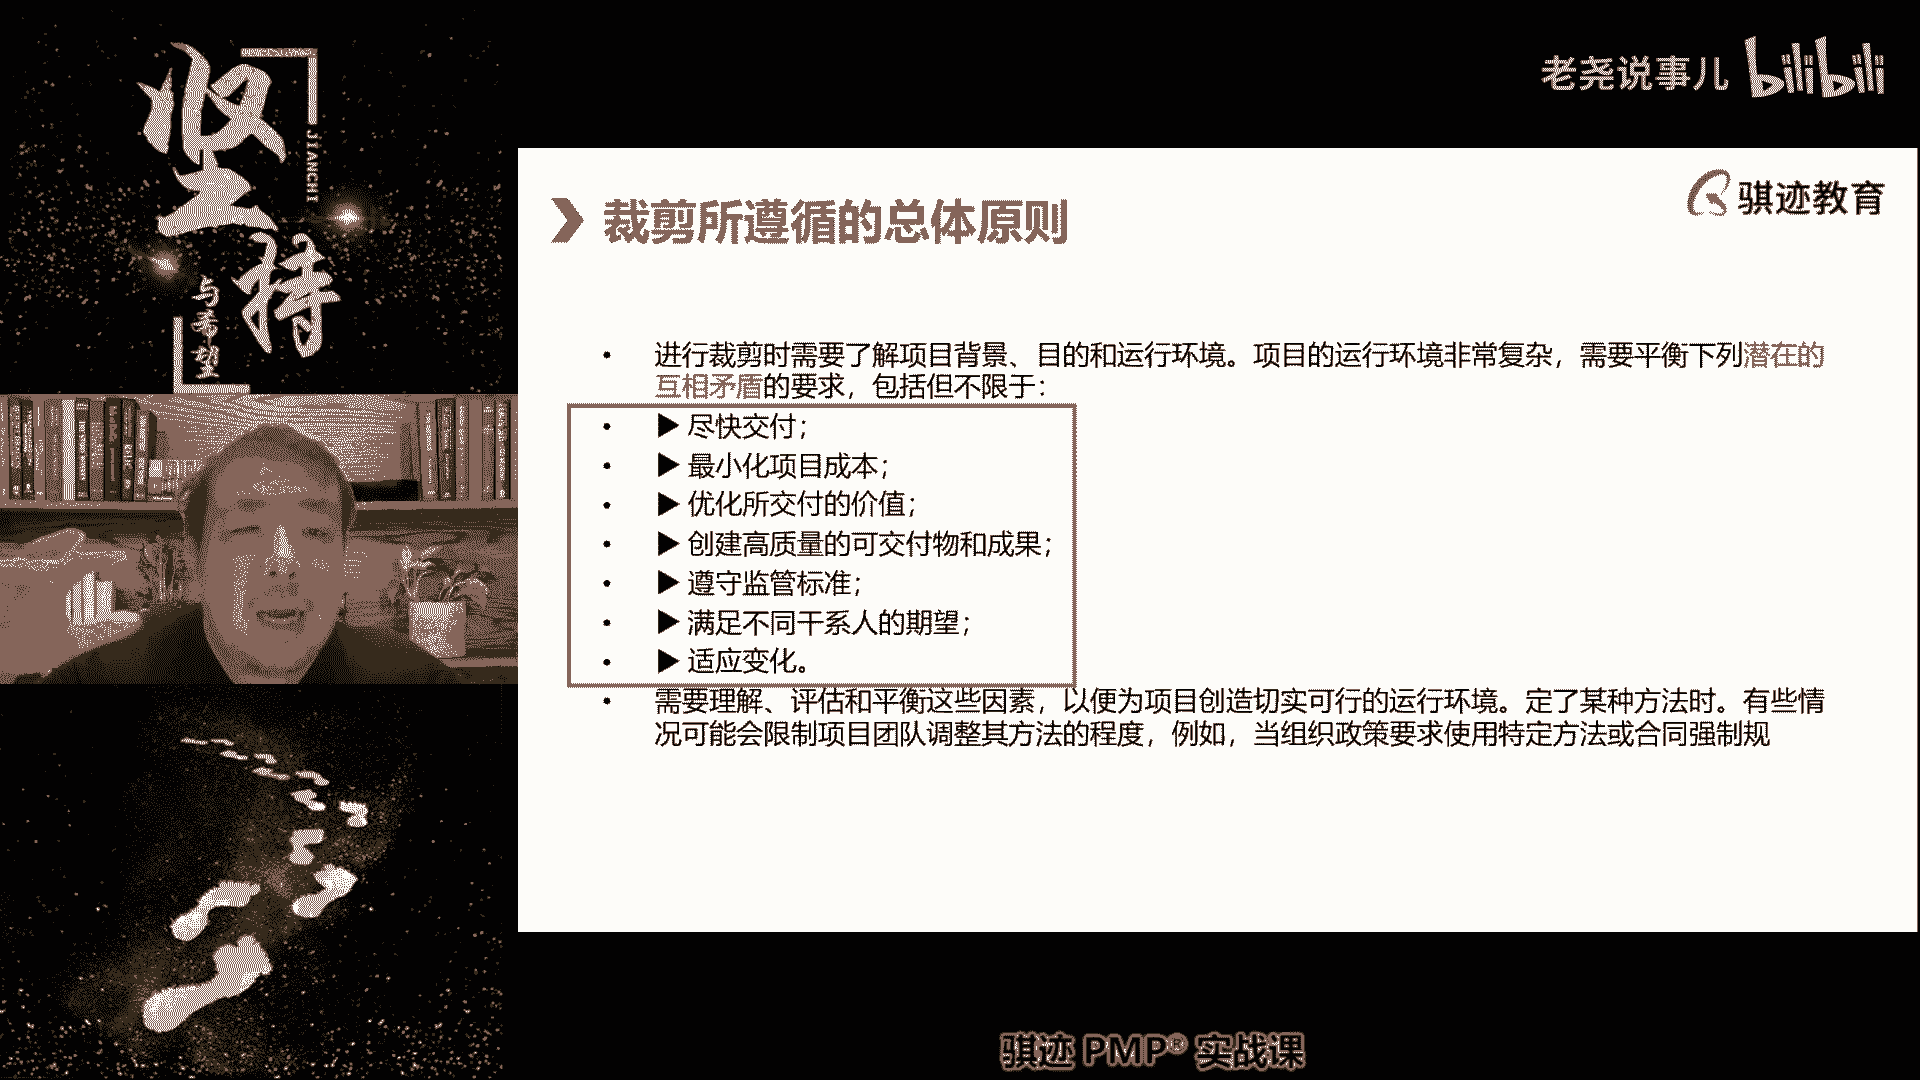 坚持
JIANCHI
与希望
老尧说事儿 bilibili
骐迹教育
裁剪所遵循的总体原则
• 进行裁剪时需要了解项目背景、目的和运行环境。项目的运行环境非常复杂，需要平衡下列潜在的
互相矛盾的要求，包括但不限于：
• ▶ 尽快交付；
• ▶ 最小化项目成本；
• ▶ 优化所交付的价值；
• ▶ 创建高质量的可交付物和成果；
• ▶ 遵守监管标准；
• ▶ 满足不同干系人的期望；
• ▶ 适应变化。
• 需要理解、评估和平衡这些因素，以便为项目创造切实可行的运行环境。定了某种方法时。有些情
况可能会限制项目团队调整其方法的程度，例如，当组织政策要求使用特定方法或合同强制规
骐迹 PMP® 实战课